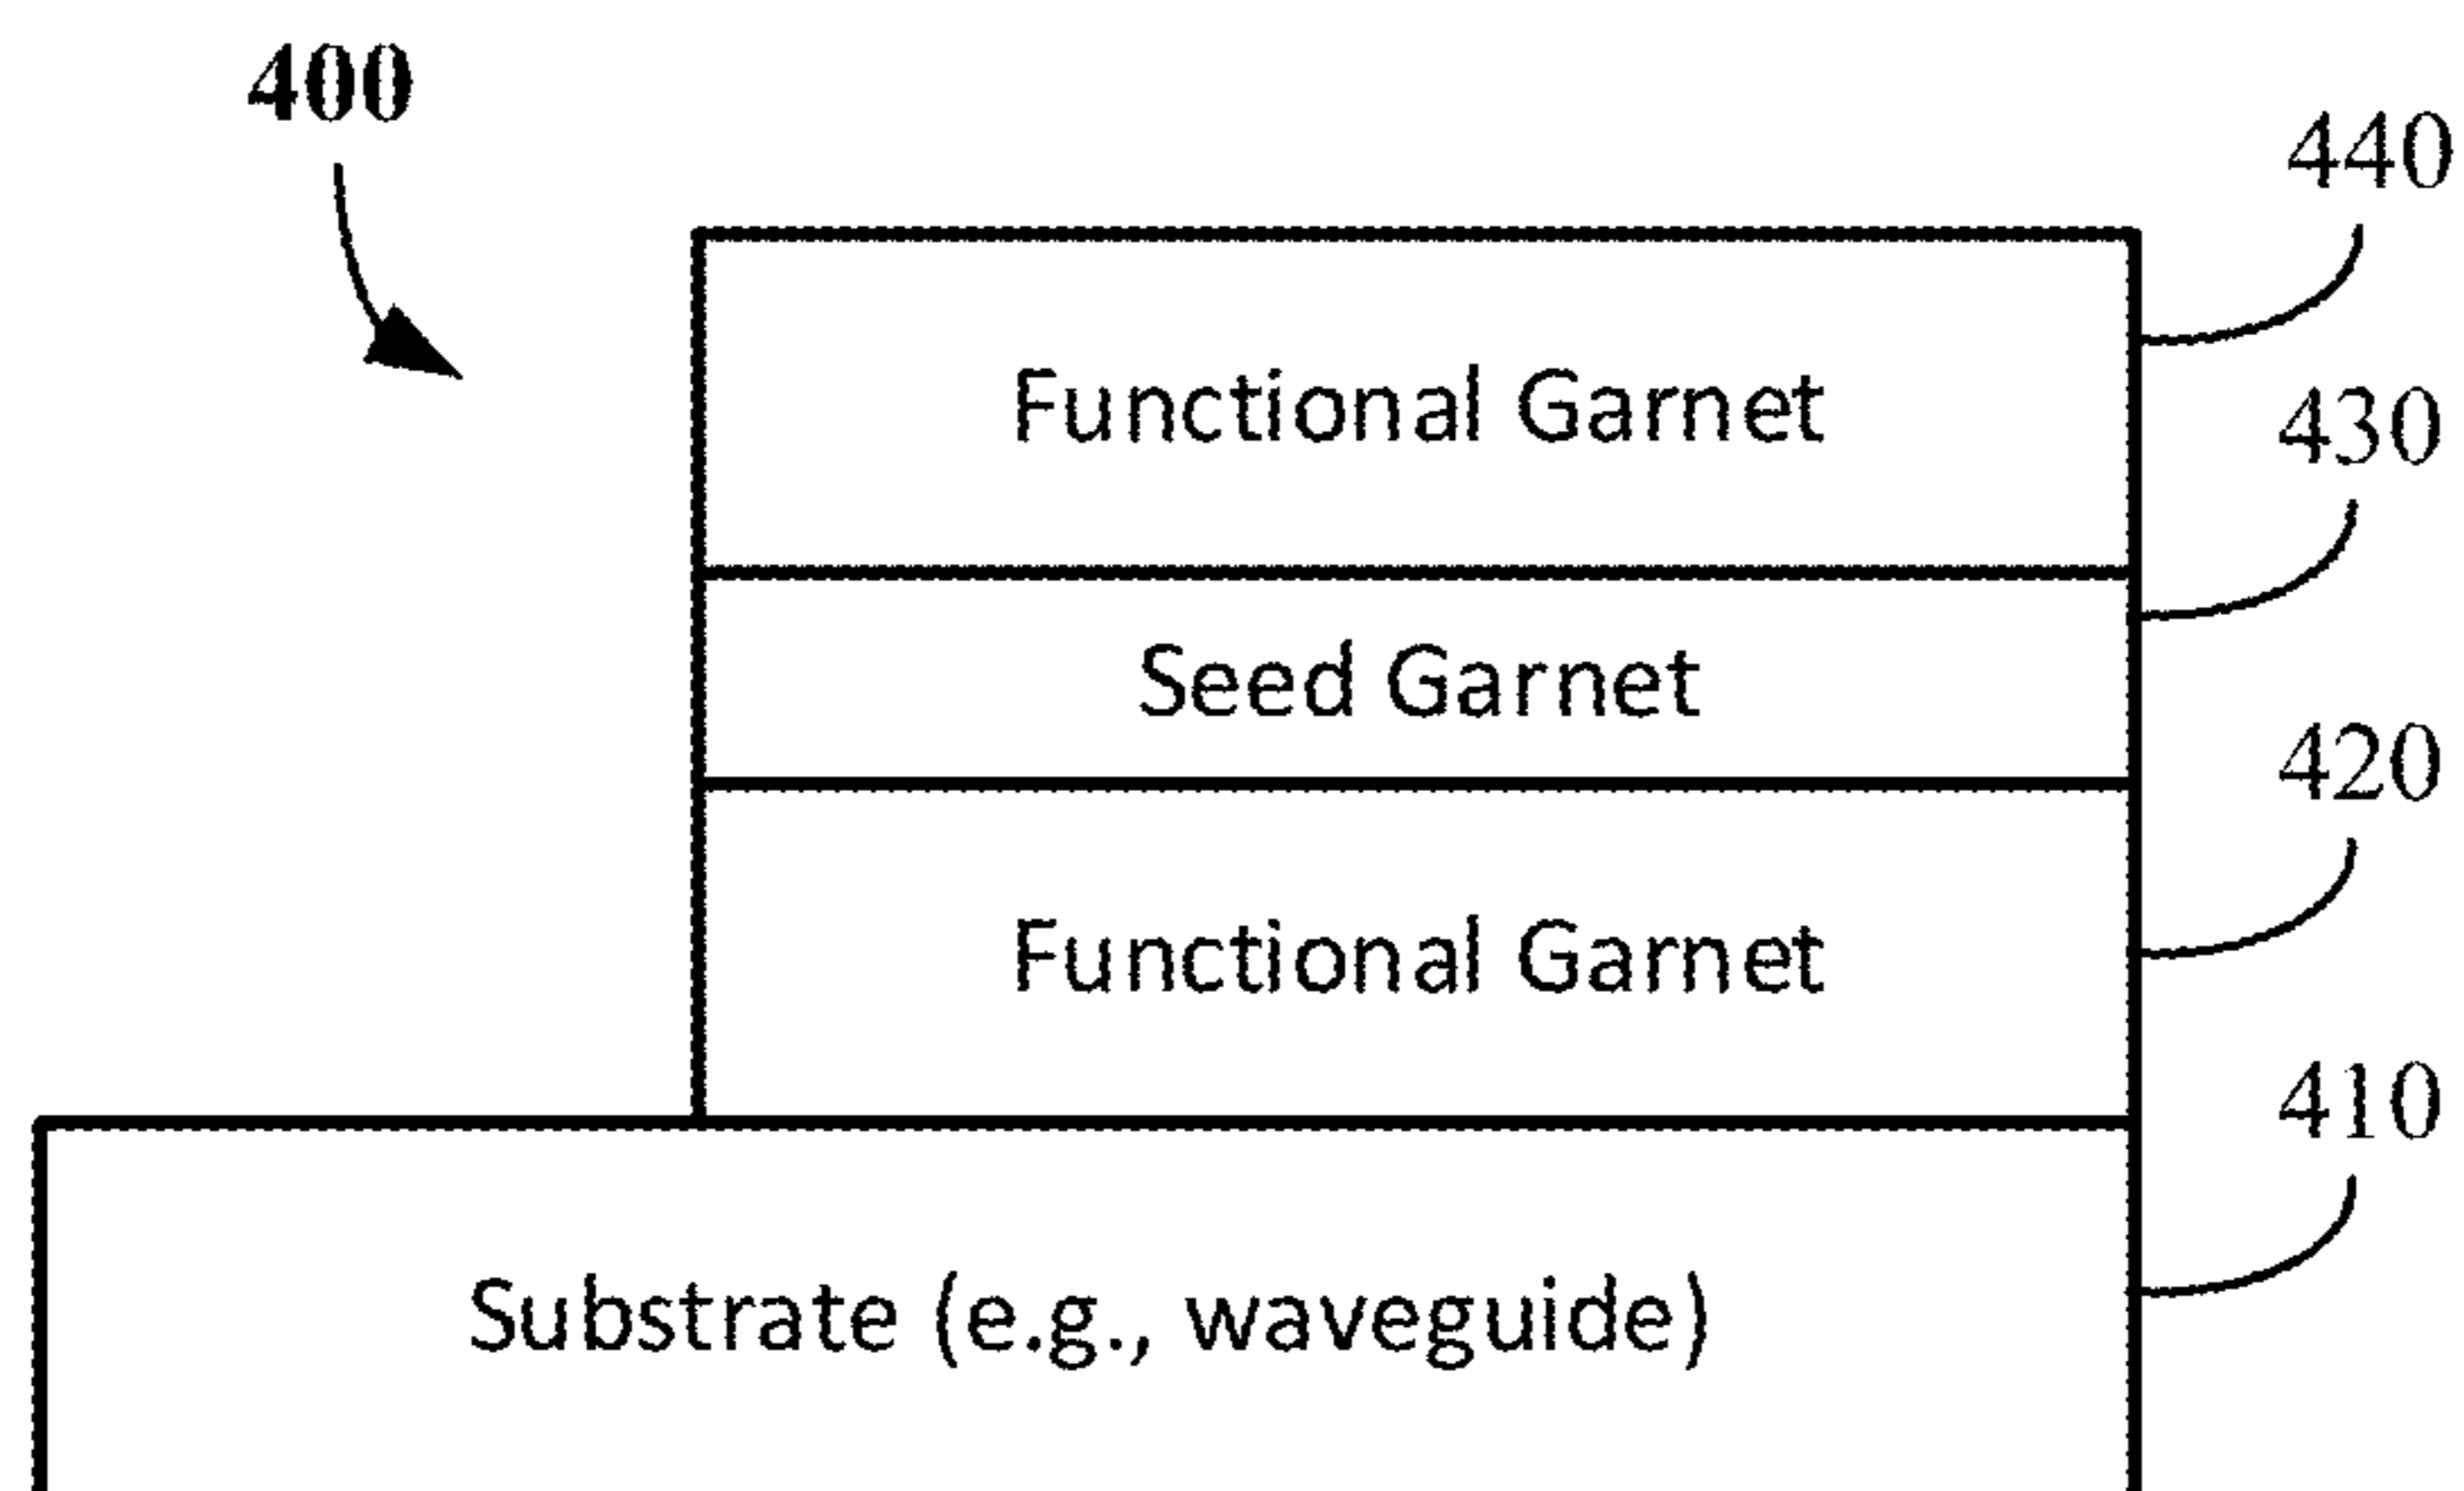 400
440
Functional Garnet
430
Seed Garnet
420
Functional Garnet
410
Substrate (e.g., waveguide)